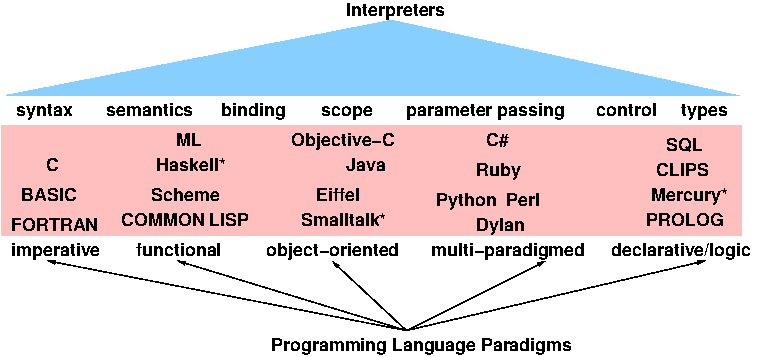 Interpreters
syntax semantics binding scope parameter passing control types
ML Objective-C C# SQL
C Haskell* Java Ruby CLIPS
BASIC Scheme Eiffel Python Perl Mercury*
FORTRAN COMMON LISP Smalltalk* Dylan PROLOG
imperative functional object-oriented multi-paradigmed declarative/logic
Programming Language Paradigms